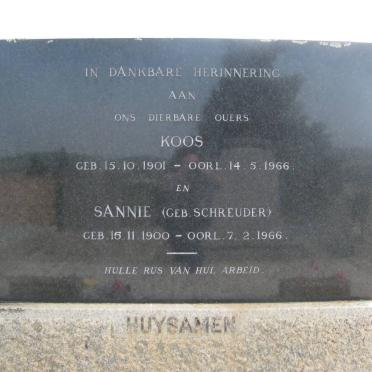 IN DANKBARE HERINNERING
AAN
ONS DIERBARE OUERS
KOOS
GEB. 15. 10. 1901 – OORL. 14. 5. 1966.
EN
SANNIE (GEB. SCHREUDER)
GEB. 15. 11. 1900 – OORL. 7. 2. 1966.
HULLE RUS VAN HUL ARBEID.
HUYSAMEN